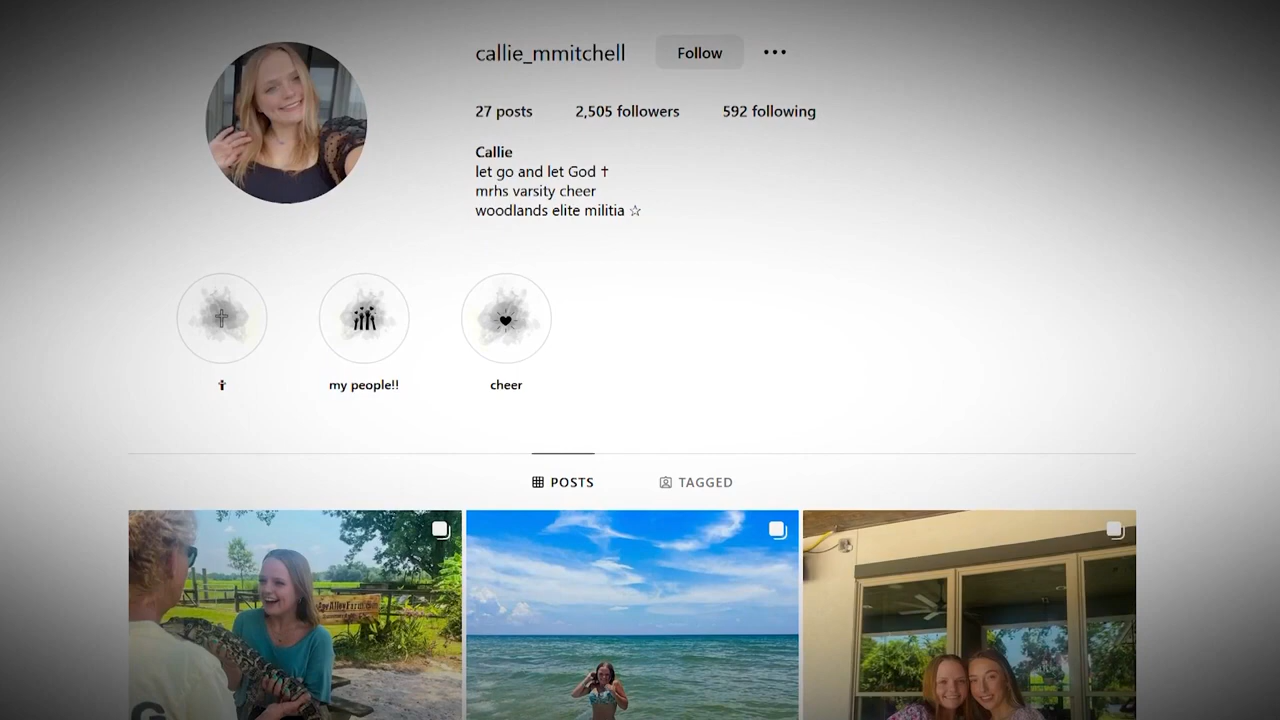 callie_mmitchell
Follow
27 posts
2,505 followers
592 following
Callie
let go and let God †
mrhs varsity cheer
woodlands elite militia ☆
✝
my people!!
cheer
POSTS
TAGGED
G